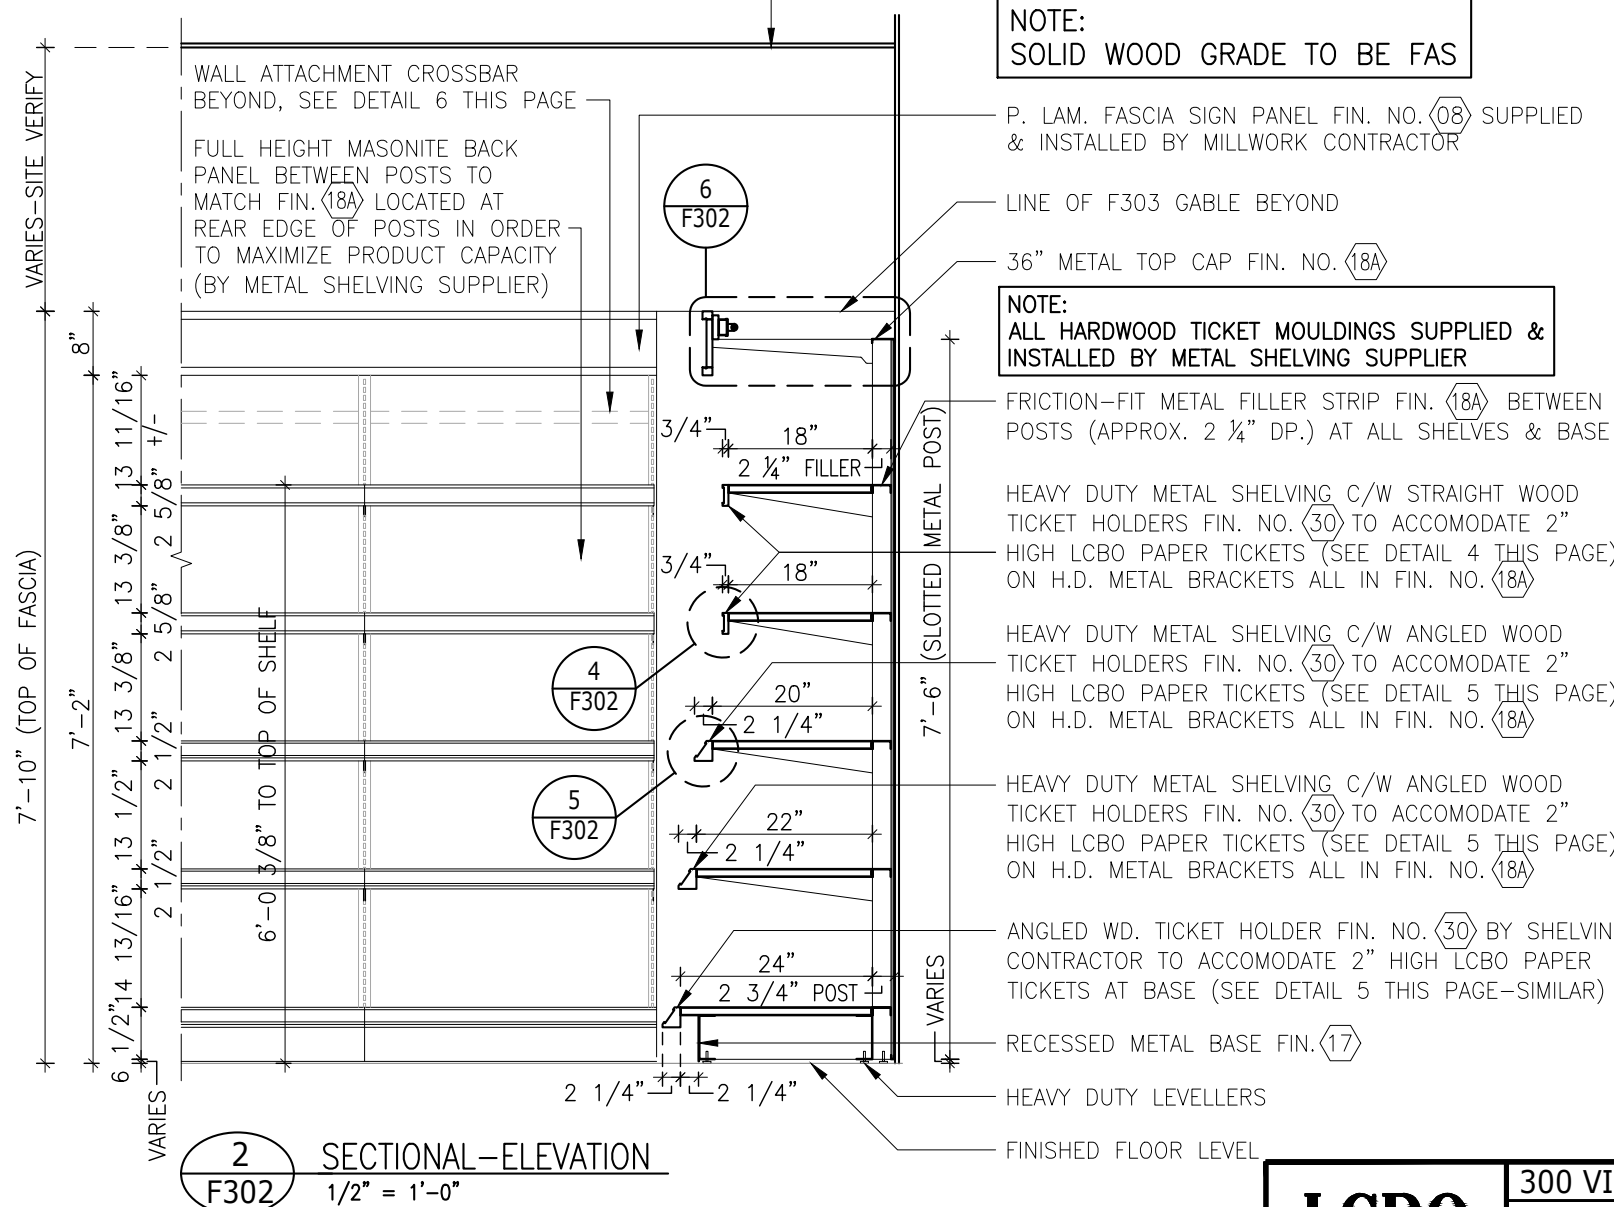 NOTE:
SOLID WOOD GRADE TO BE FAS
WALL ATTACHMENT CROSSBAR
BEYOND, SEE DETAIL 6 THIS PAGE
FULL HEIGHT MASONITE BACK
PANEL BETWEEN POSTS TO
MATCH FIN. 18A LOCATED AT
REAR EDGE OF POSTS IN ORDER
TO MAXIMIZE PRODUCT CAPACITY
(BY METAL SHELVING SUPPLIER)
VARIES-SITE VERIFY
7'-10" (TOP OF FASCIA)
8"
7'-2"
13 11/16"
+/-
2 5/8"
13 3/8"
2 5/8"
13 3/8"
2 1/2"
13 1/2"
2 1/2"
14 13/16"
6 1/2"
VARIES
6'-0 3/8" TO TOP OF SHELF
6
F302
4
F302
5
F302
3/4"
18"
2 ¼" FILLER
3/4"
18"
20"
2 1/4"
22"
2 1/4"
24"
2 3/4" POST
2 1/4"
2 1/4"
7'-6" (SLOTTED METAL POST)
VARIES
P. LAM. FASCIA SIGN PANEL FIN. NO. 08 SUPPLIED
& INSTALLED BY MILLWORK CONTRACTOR
LINE OF F303 GABLE BEYOND
36" METAL TOP CAP FIN. NO. 18A
NOTE:
ALL HARDWOOD TICKET MOULDINGS SUPPLIED &
INSTALLED BY METAL SHELVING SUPPLIER
FRICTION-FIT METAL FILLER STRIP FIN. 18A BETWEEN
POSTS (APPROX. 2 ¼" DP.) AT ALL SHELVES & BASE
HEAVY DUTY METAL SHELVING C/W STRAIGHT WOOD
TICKET HOLDERS FIN. NO. 30 TO ACCOMODATE 2"
HIGH LCBO PAPER TICKETS (SEE DETAIL 4 THIS PAGE)
ON H.D. METAL BRACKETS ALL IN FIN. NO. 18A
HEAVY DUTY METAL SHELVING C/W ANGLED WOOD
TICKET HOLDERS FIN. NO. 30 TO ACCOMODATE 2"
HIGH LCBO PAPER TICKETS (SEE DETAIL 5 THIS PAGE)
ON H.D. METAL BRACKETS ALL IN FIN. NO. 18A
HEAVY DUTY METAL SHELVING C/W ANGLED WOOD
TICKET HOLDERS FIN. NO. 30 TO ACCOMODATE 2"
HIGH LCBO PAPER TICKETS (SEE DETAIL 5 THIS PAGE)
ON H.D. METAL BRACKETS ALL IN FIN. NO. 18A
ANGLED WD. TICKET HOLDER FIN. NO. 30 BY SHELVIN
CONTRACTOR TO ACCOMODATE 2" HIGH LCBO PAPER
TICKETS AT BASE (SEE DETAIL 5 THIS PAGE-SIMILAR)
RECESSED METAL BASE FIN. 17
HEAVY DUTY LEVELLERS
FINISHED FLOOR LEVEL
2
F302
SECTIONAL-ELEVATION
1/2" = 1'-0"
LCBO
300 VI